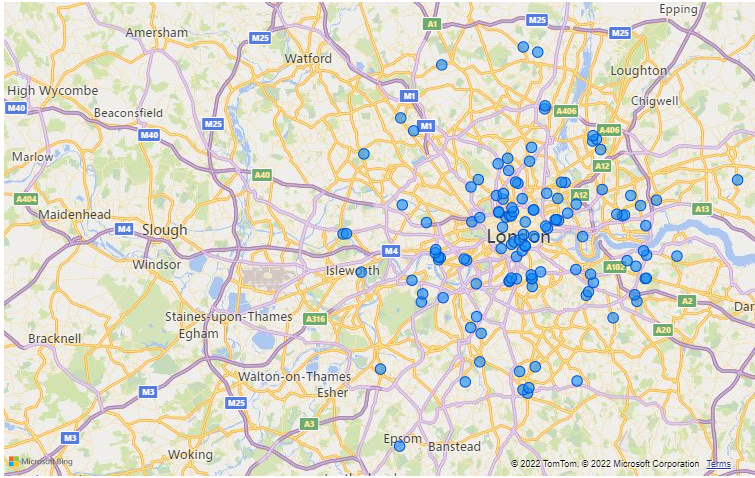 Epping
M25
A1
M25
Amersham
M25
Watford
Loughton
High Wycombe
M1
Chigwell
M40
Beaconsfield
A406
M25
M1
A406
M40
Marlow
A12
A40
A12
A404
Maidenhead
A13
M4
Slough
London
M4
Windsor
Isleworth
A102
A2
Staines-upon-Thames
Dar
A316
A20
Egham
Bracknell
Walton-on-Thames
M3
Esher
M25
A3
M3
Epsom
Banstead
Woking
Microsoft Bing
© 2022 TomTom, © 2022 Microsoft Corporation Terms